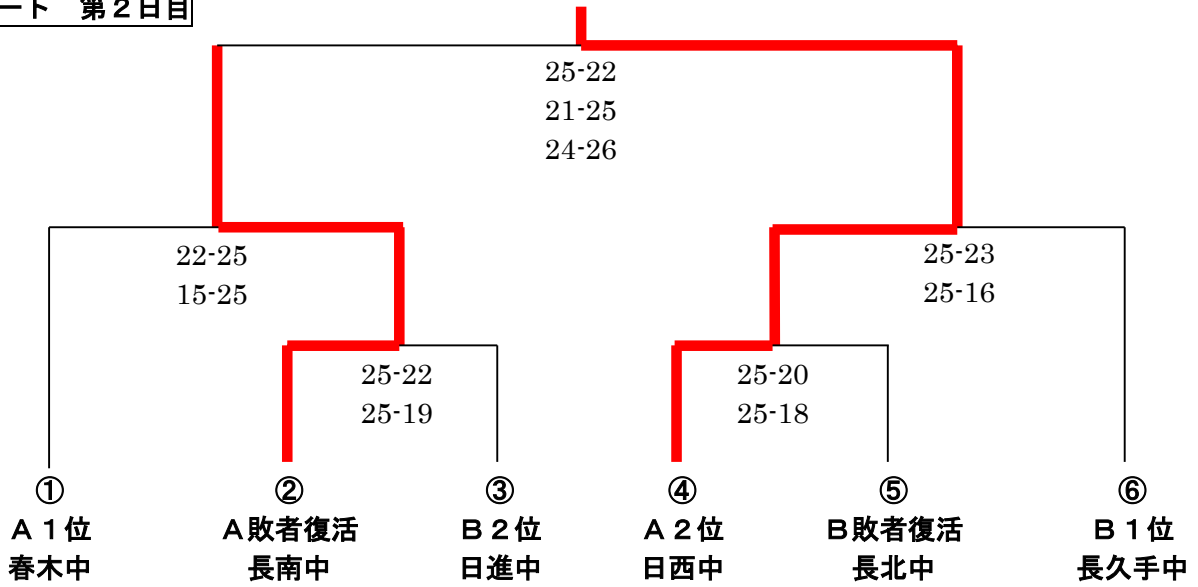 ート　第２日目
25-22
21-25
24-26
22-25
15-25
25-23
25-16
25-22
25-19
25-20
25-18
① ② ③ ④ ⑤ ⑥
Ａ１位 Ａ敗者復活 Ｂ２位 Ａ２位 Ｂ敗者復活 Ｂ１位
春木中 長南中 日進中 日西中 長北中 長久手中